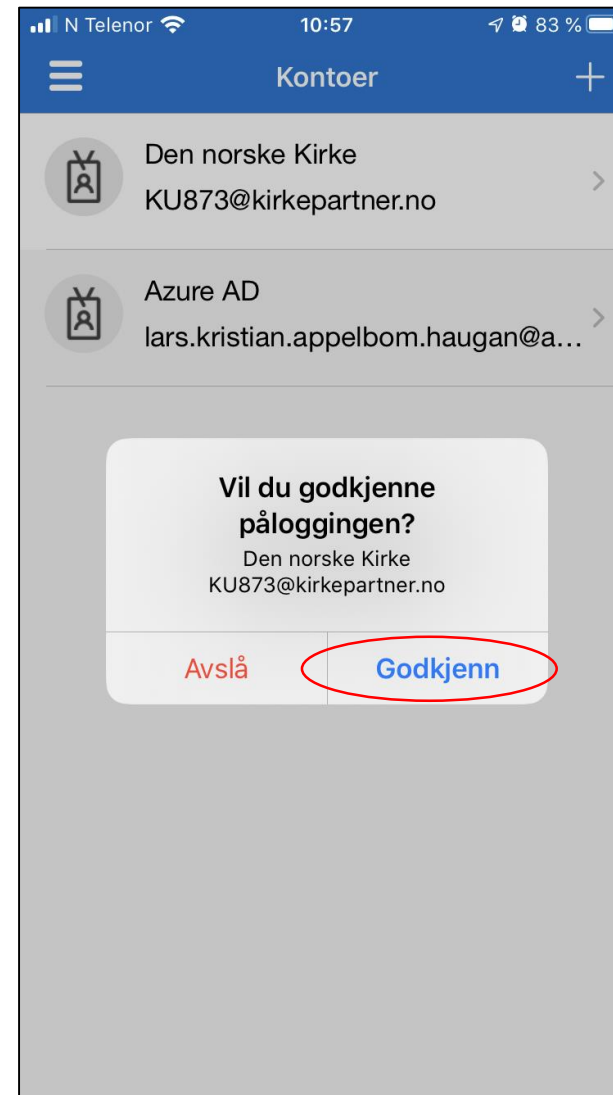 N Telenor 10:57 83 %
Kontoer
Den norske Kirke
KU873@kirkepartner.no
Azure AD
lars.kristian.appelbom.haugan@a...
Vil du godkjenne
påloggingen?
Den norske Kirke
KU873@kirkepartner.no
Avslå Godkjenn